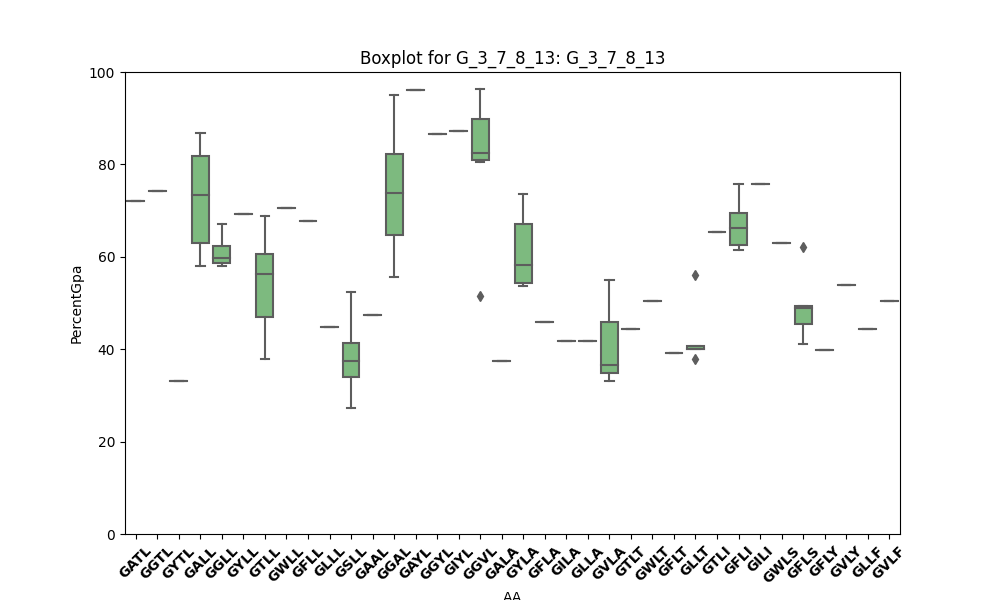 Boxplot for G_3_7_8_13: G_3_7_8_13
100
80
60
40
20
0
PercentGpa
GATL GGTL GYTL GALL GGLL GYLL GTLL GWLL GFLL GLLL GSLL GAAL GGAL GAYL GGYL GIYL GGVL GALA GYLA GFLA GILA GLLA GVLA GTLT GWLT GFLT GLLT GTLI GFLI GILI GWLS GFLS GFLY GVLY GLLF GVLF
AA